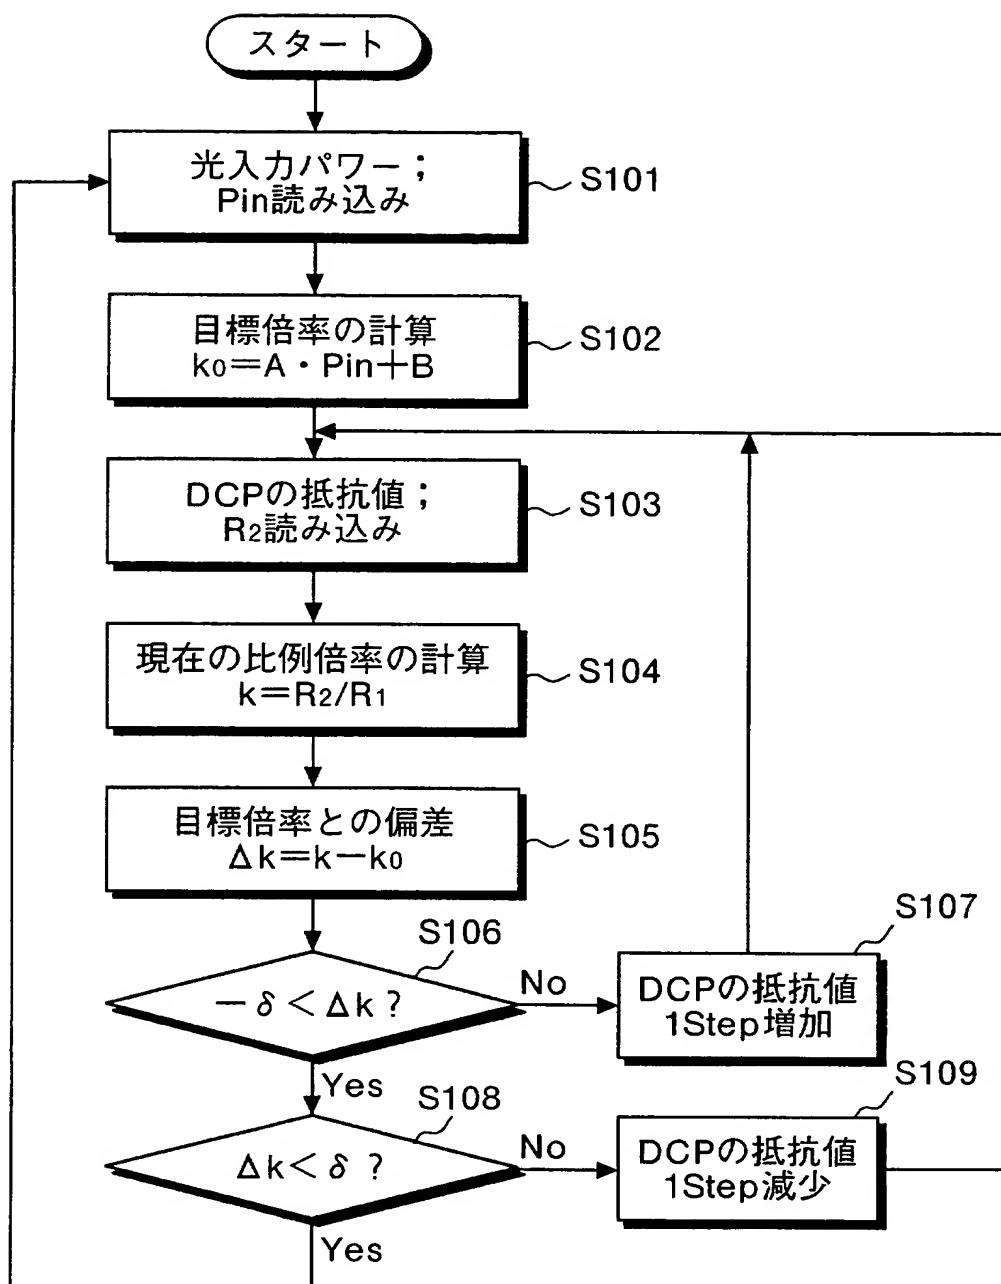 スタート
光入力パワー；
Pin読み込み
S101
目標倍率の計算
k0＝A・Pin＋B
S102
DCPの抵抗値；
R2読み込み
S103
現在の比例倍率の計算
k＝R2/R1
S104
目標倍率との偏差
Δk＝k－k0
S105
S106
－δ＜Δk？
No
Yes
S107
DCPの抵抗値
1Step増加
S108
Δk＜δ？
No
Yes
S109
DCPの抵抗値
1Step減少